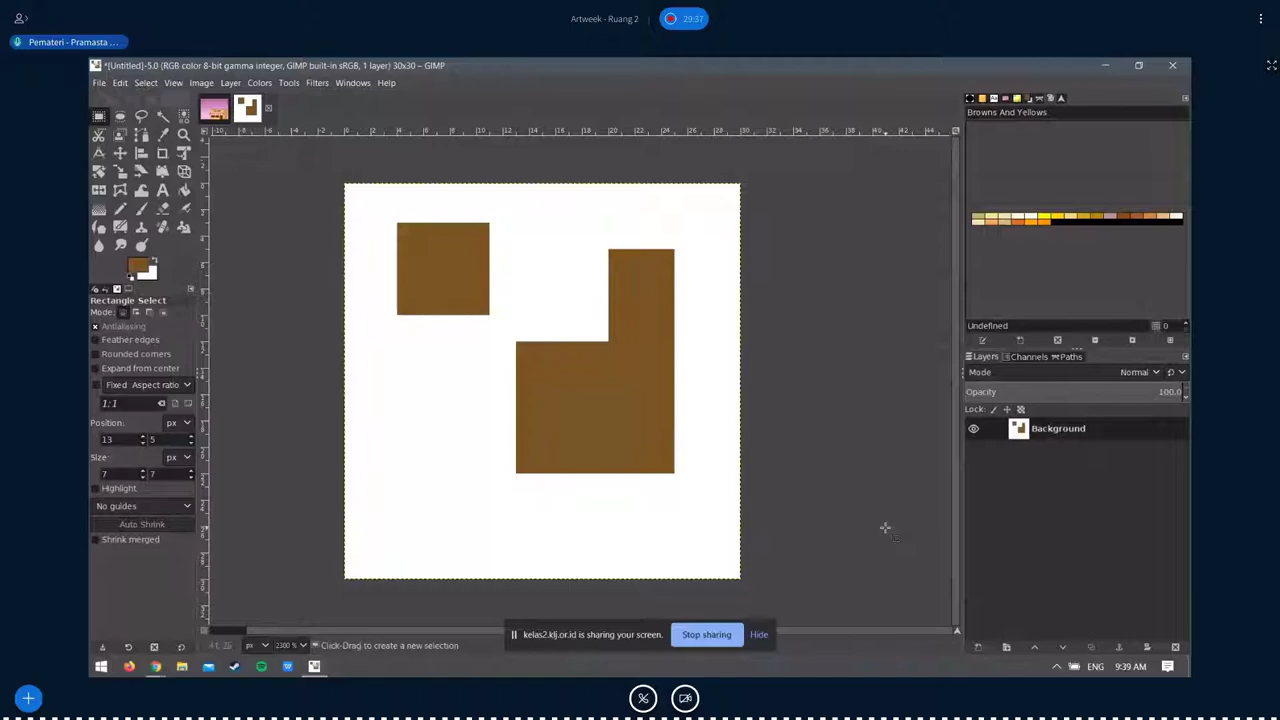 Artweek - Ruang 2
29:37
Pemateri - Pramasta ...
*[Untitled]-5.0 (RGB color 8-bit gamma integer, GIMP built-in sRGB, 1 layer) 30x30 – GIMP
File Edit Select View Image Layer Colors Tools Filters Windows Help
Browns And Yellows
Rectangle Select
Mode:
Antialiasing
Feather edges
Rounded corners
Expand from center
Fixed Aspect ratio
1:1
Position:
px
13 5
Size:
px
7 7
Highlight
No guides
Auto Shrink
Shrink merged
Undefined
0
Layers Channels Paths
Mode Normal
Opacity 100.0
Lock:
Background
kelas2.klj.or.id is sharing your screen. Stop sharing Hide
px 2300 % Click-Drag to create a new selection
ENG 9:39 AM